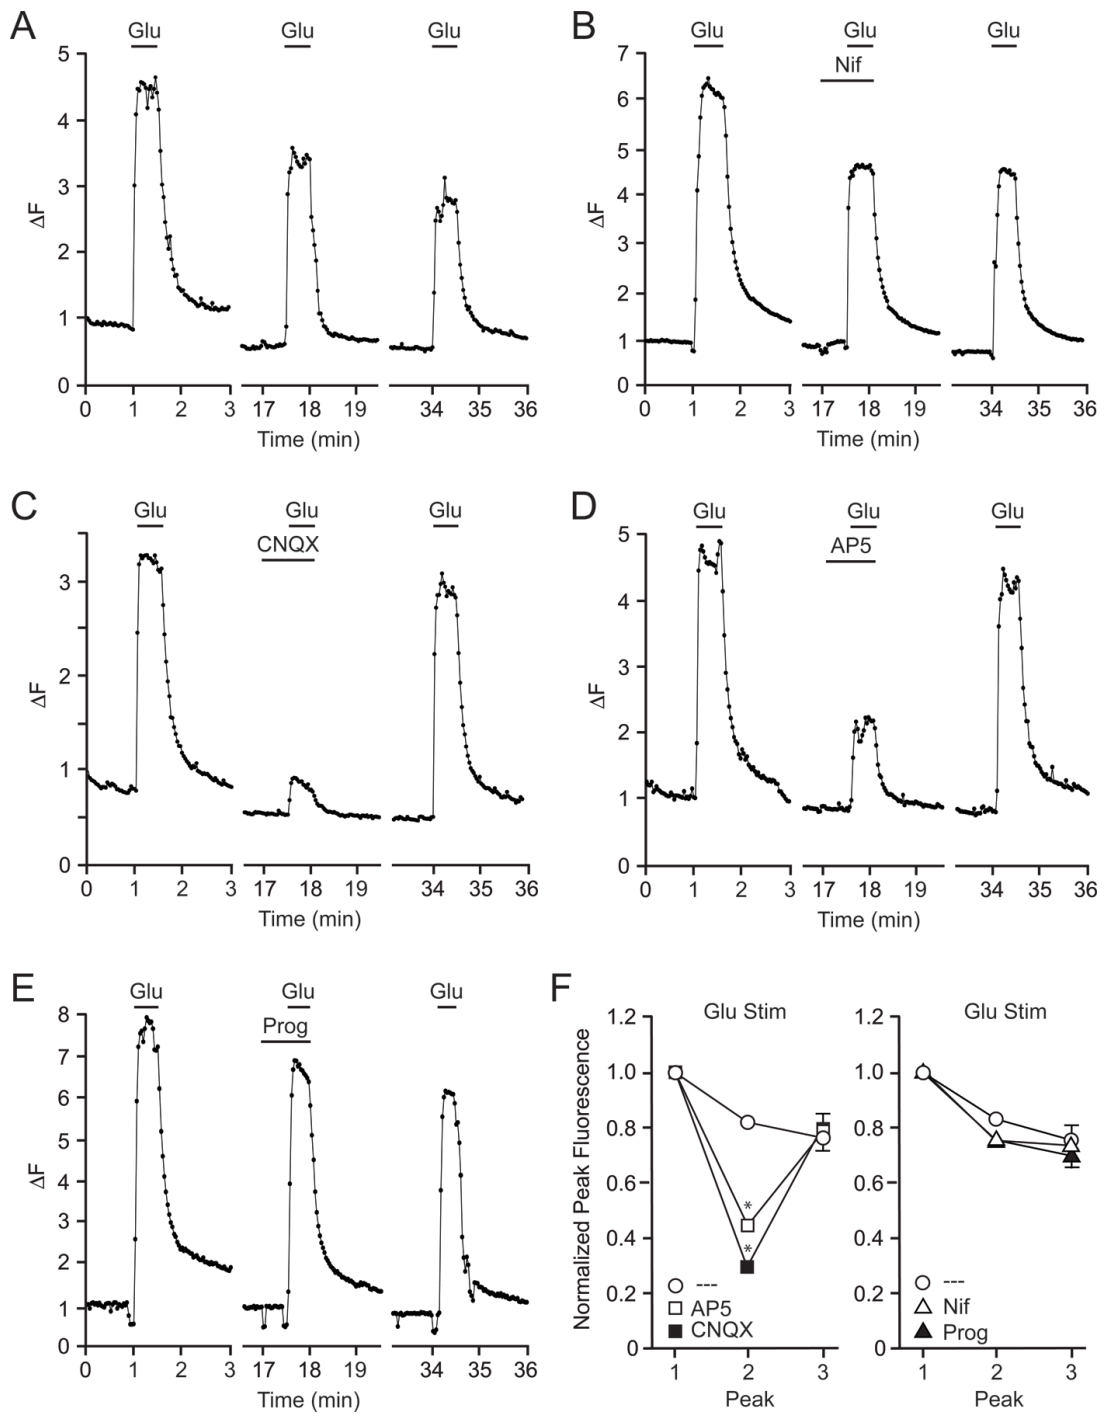 A
Glu Glu Glu
5
4
3
2
1
0
ΔF
0 1 2 3 17 18 19 34 35 36
Time (min)
B
Glu Glu Glu
Nif
7
6
5
4
3
2
1
0
ΔF
0 1 2 3 17 18 19 34 35 36
Time (min)
C
Glu Glu Glu
CNQX
3
2
1
0
ΔF
0 1 2 3 17 18 19 34 35 36
Time (min)
D
Glu Glu Glu
AP5
5
4
3
2
1
0
ΔF
0 1 2 3 17 18 19 34 35 36
Time (min)
E
Glu Glu Glu
Prog
8
7
6
5
4
3
2
1
0
ΔF
0 1 2 3 17 18 19 34 35 36
Time (min)
F
Glu Stim
Normalized Peak Fluorescence
1.2
1.0
0.8
0.6
0.4
0.2
0
*
*
---
AP5
CNQX
1 2 3
Peak
Glu Stim
1.2
1.0
0.8
0.6
0.4
0.2
0
---
Nif
Prog
1 2 3
Peak